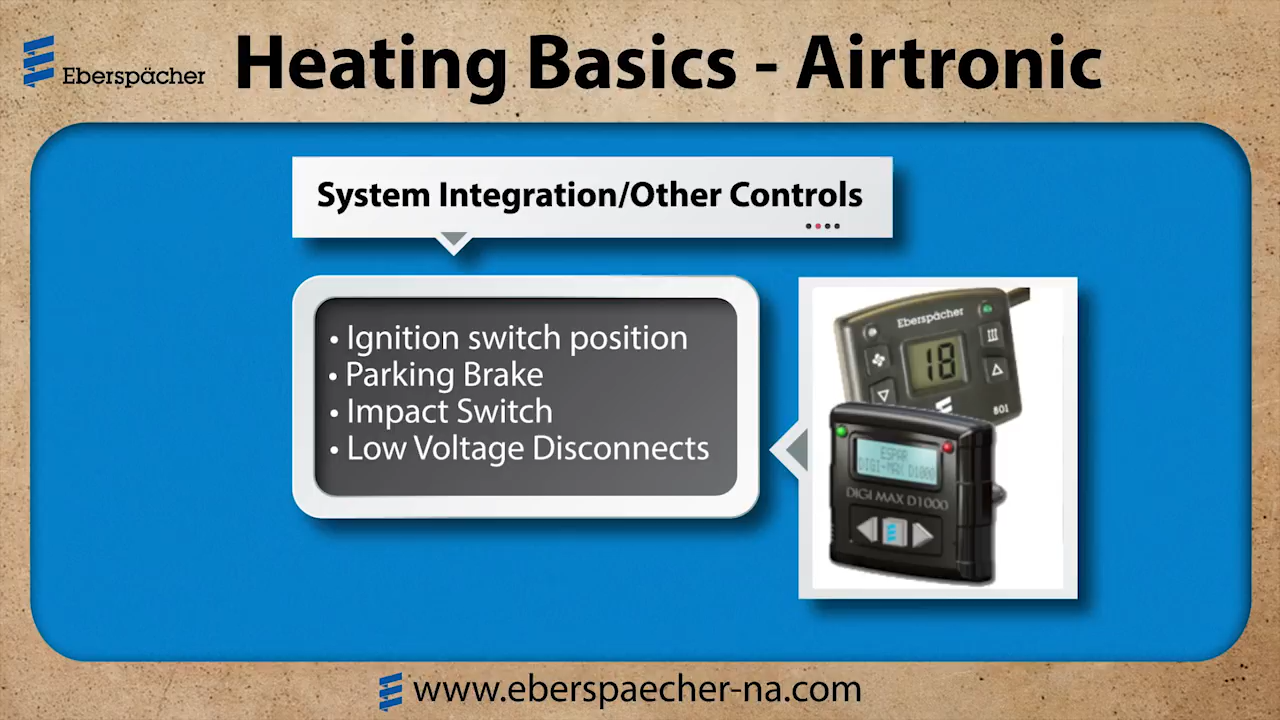 Eberspächer
Heating Basics - Airtronic
System Integration/Other Controls
• Ignition switch position
• Parking Brake
• Impact Switch
• Low Voltage Disconnects
Eberspächer
18
801
ESPAR
DIGI-MAX D1000
DIGI MAX D1000
www.eberspaecher-na.com